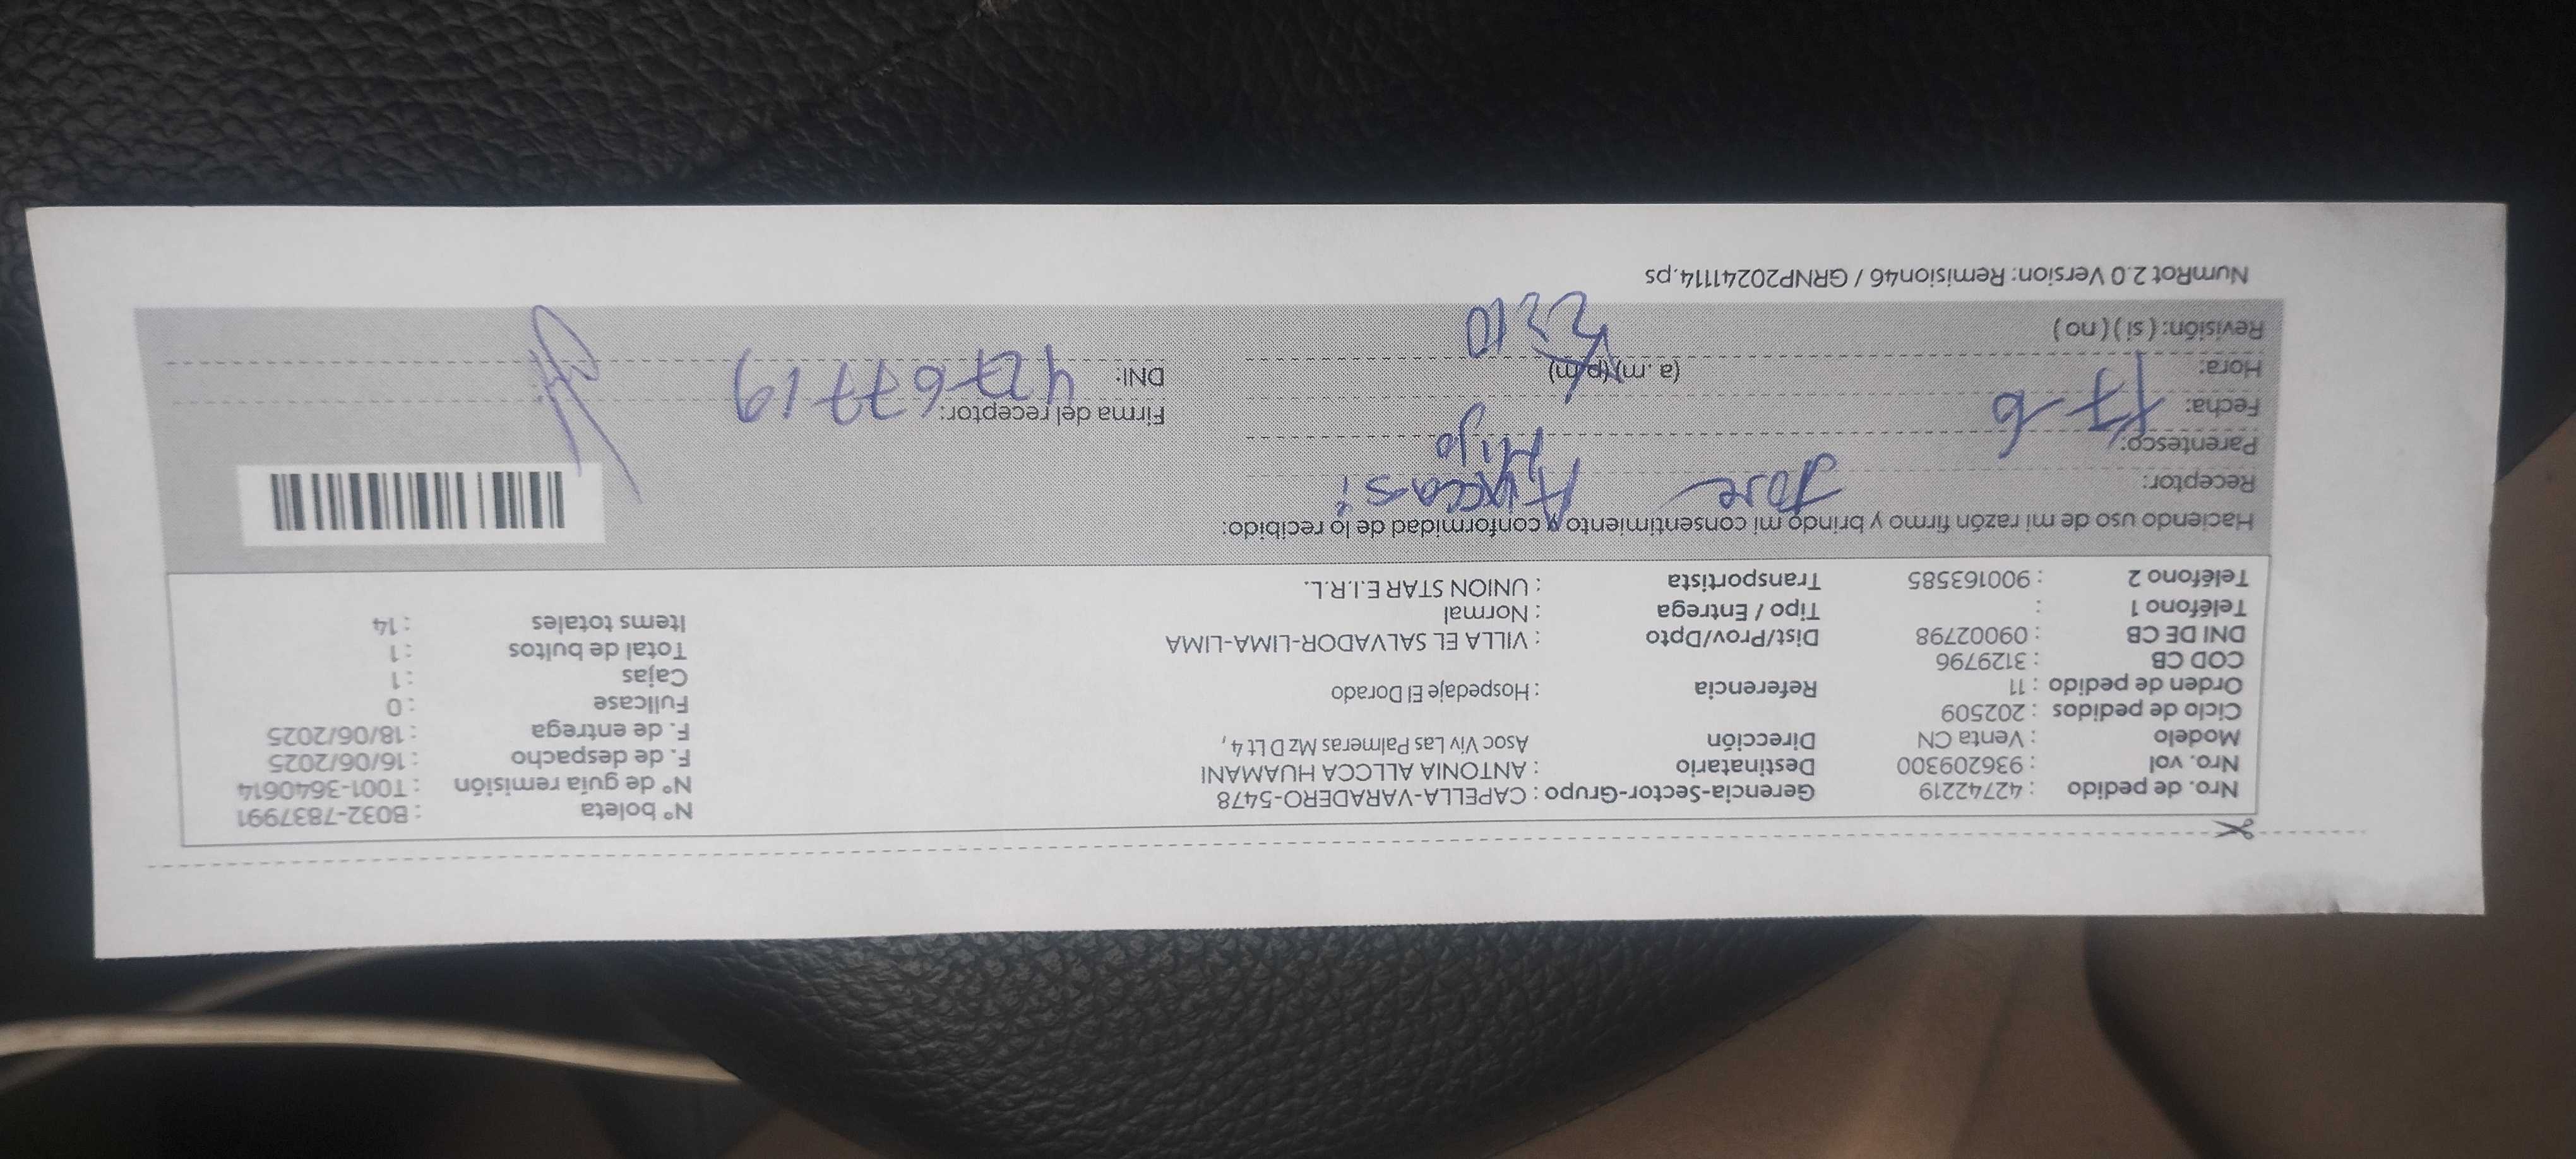 Nro. de pedido : 42742219 Gerencia-Sector-Grupo : CAPELLA-VARADERO-5478 N° boleta : B032-7837991
Nro. vol : 936209300 Destinatario : ANTONIA ALLCCA HUAMANI N° de guía remisión : T001-3640614
Modelo : Venta CN Dirección Asoc Viv Las Palmeras Mz D Lt 4 , F. de despacho : 16/06/2025
Ciclo de pedidos : 202509 F. de entrega : 18/06/2025
Orden de pedido : 11 Referencia : Hospedaje El Dorado Fullcase : 0
COD CB : 3129796 Cajas : 1
DNI DE CB : 09002798 Dist/Prov/Dpto : VILLA EL SALVADOR-LIMA-LIMA Total de bultos : 1
Teléfono 1 : Tipo / Entrega : Normal Items totales : 14
Teléfono 2 : 900163585 Transportista : UNION STAR E.I.R.L.
Haciendo uso de mi razón firmo y brindo mi consentimiento y conformidad de lo recibido:
Receptor: Jose
Parentesco: Hijo
Fecha: 17-6 Firma del receptor:
Hora: (a. m)(p.m) DNI: 42767719
Revisión: ( si ) ( no )
NumRot 2.0 Version: Remision46 / GRNP20241114.ps